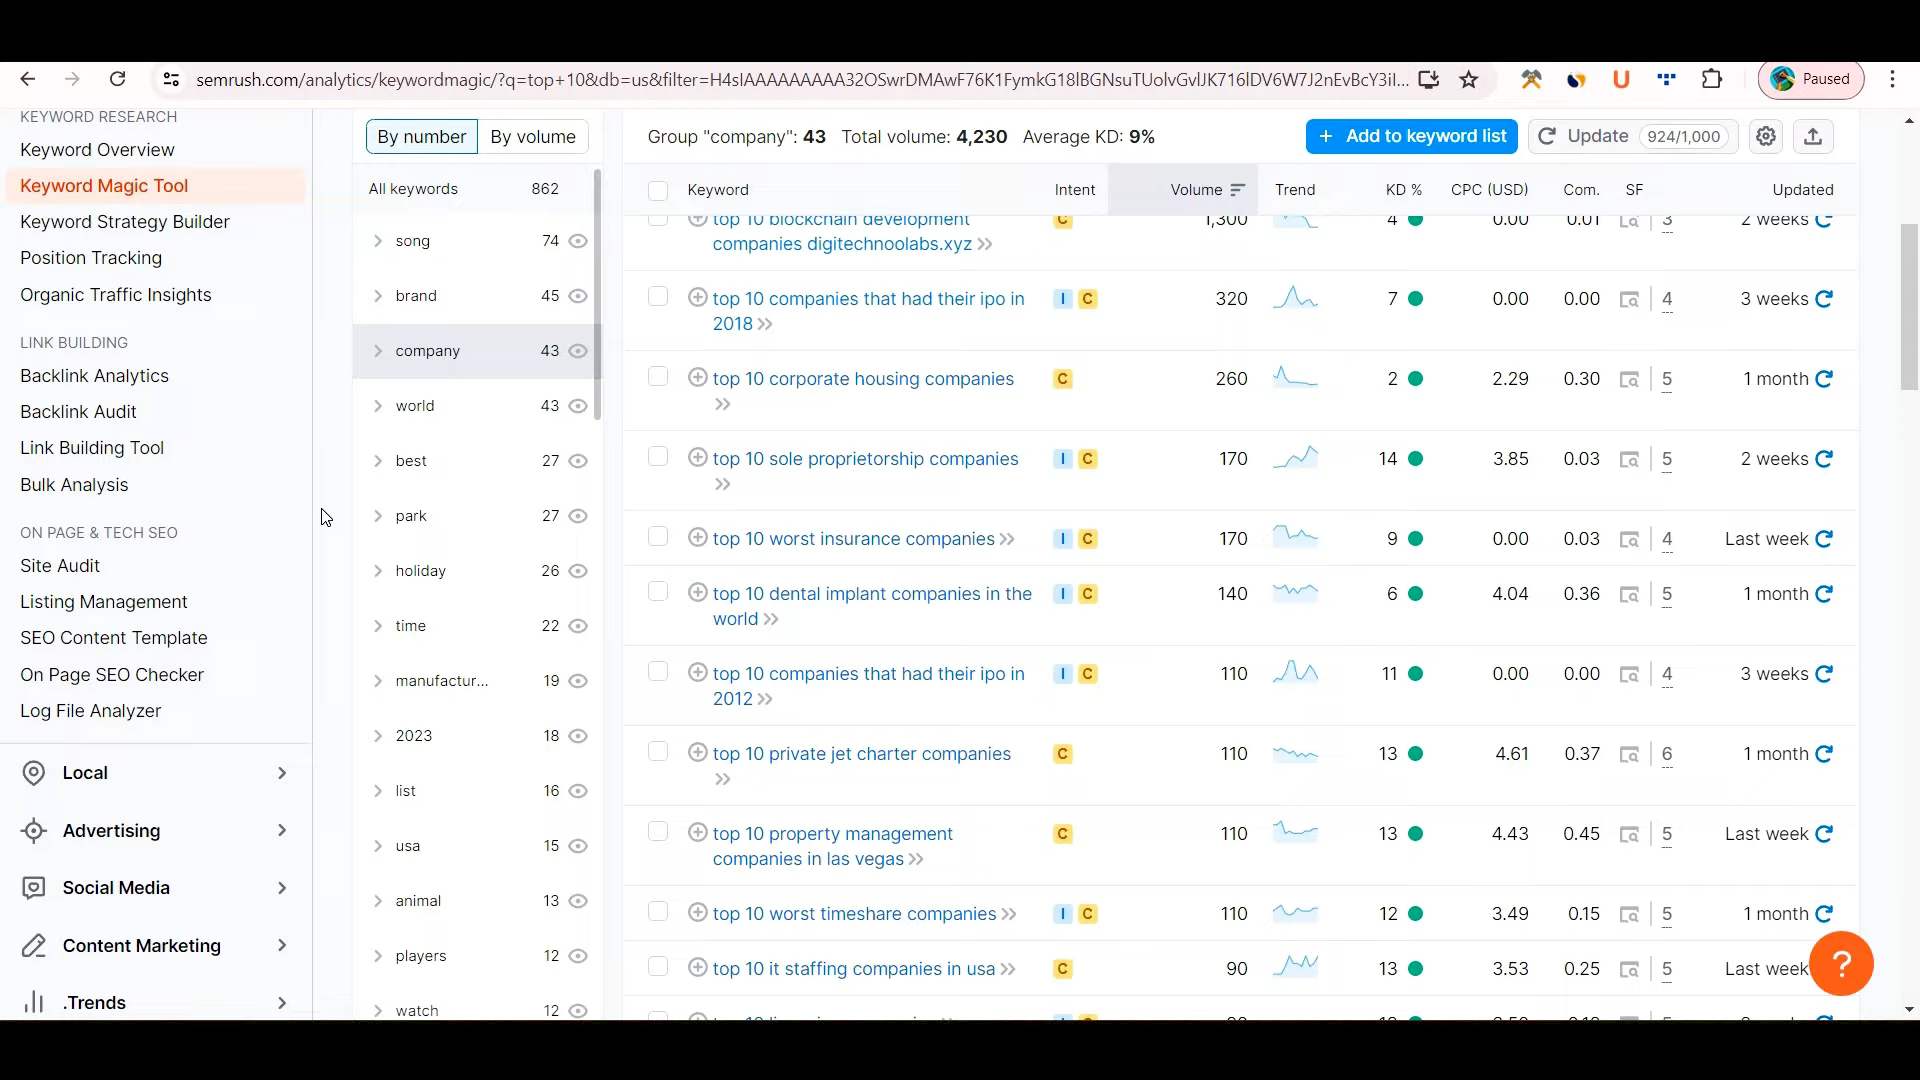 semrush.com/analytics/keywordmagic/?q=top+10&db=us&filter=
Paused
KEYWORD RESEARCH
Keyword Overview
Keyword Magic Tool
Keyword Strategy Builder
Position Tracking
Organic Traffic Insights
LINK BUILDING
Backlink Analytics
Backlink Audit
Link Building Tool
Bulk Analysis
ON PAGE & TECH SEO
Site Audit
Listing Management
SEO Content Template
On Page SEO Checker
Log File Analyzer
Local
Advertising
Social Media
Content Marketing
.Trends
By number By volume
All keywords 862
song 74
brand 45
company 43
world 43
best 27
park 27
holiday 26
time 22
manufactur... 19
2023 18
list 16
usa 15
animal 13
players 12
watch 12
Group "company": 43 Total volume: 4,230 Average KD: 9%
+ Add to keyword list
Update 924/1,000
Keyword Intent Volume Trend KD % CPC (USD) Com. SF Updated
top 10 blockchain development C 1,300 4 0.00 0.01 3 2 weeks
companies digitechnoolabs.xyz >>
top 10 companies that had their ipo in I C 320 7 0.00 0.00 4 3 weeks
2018 >>
top 10 corporate housing companies C 260 2 2.29 0.30 5 1 month
>>
top 10 sole proprietorship companies I C 170 14 3.85 0.03 5 2 weeks
>>
top 10 worst insurance companies >> I C 170 9 0.00 0.03 4 Last week
top 10 dental implant companies in the I C 140 6 4.04 0.36 5 1 month
world >>
top 10 companies that had their ipo in I C 110 11 0.00 0.00 4 3 weeks
2012 >>
top 10 private jet charter companies C 110 13 4.61 0.37 6 1 month
>>
top 10 property management C 110 13 4.43 0.45 5 Last week
companies in las vegas >>
top 10 worst timeshare companies >> I C 110 12 3.49 0.15 5 1 month
top 10 it staffing companies in usa >> C 90 13 3.53 0.25 5 Last week
?